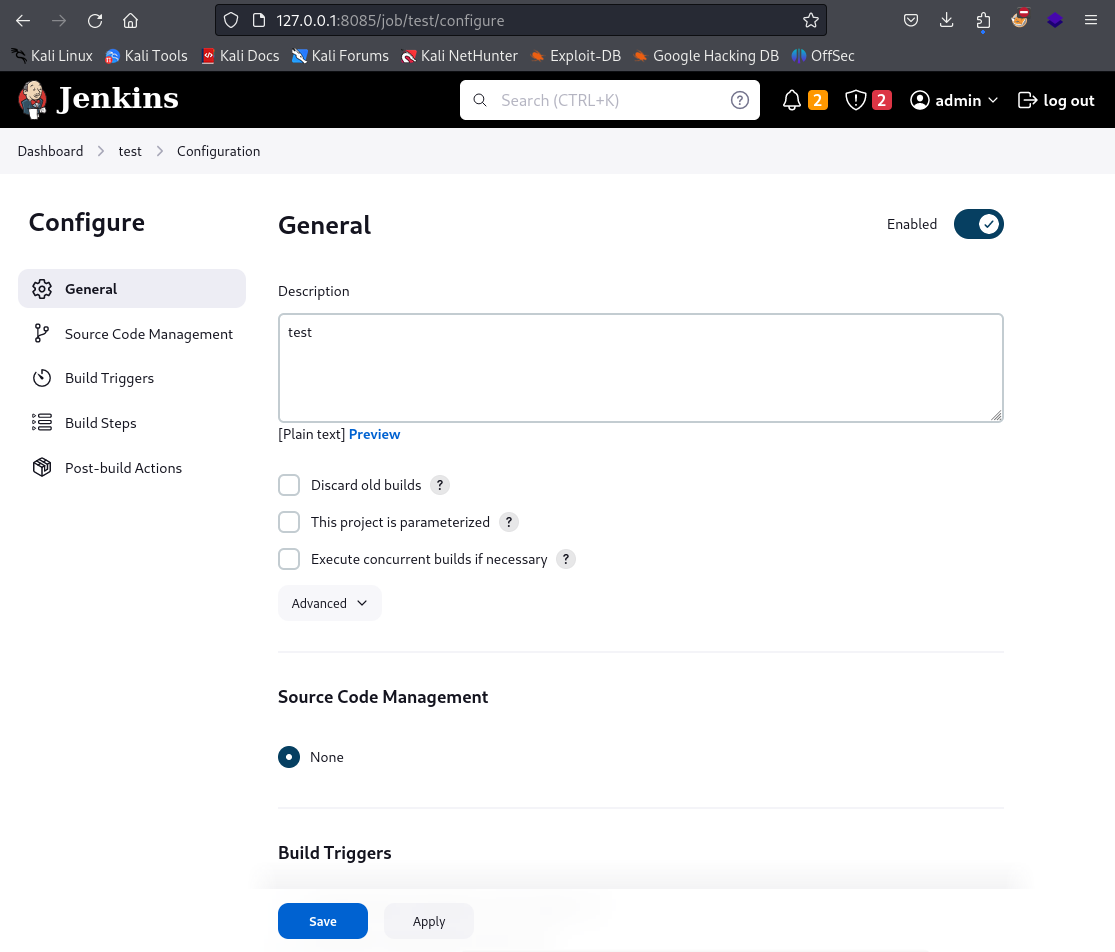 127.0.0.1:8085/job/test/configure
Kali Linux Kali Tools Kali Docs Kali Forums Kali NetHunter Exploit-DB Google Hacking DB OffSec
Jenkins Search (CTRL+K) ? 2 2 admin log out
Dashboard test Configuration
Configure
General
Source Code Management
Build Triggers
Build Steps
Post-build Actions
General
Enabled
Description
test
[Plain text] Preview
Discard old builds ?
This project is parameterized ?
Execute concurrent builds if necessary ?
Advanced
Source Code Management
None
Build Triggers
Save Apply